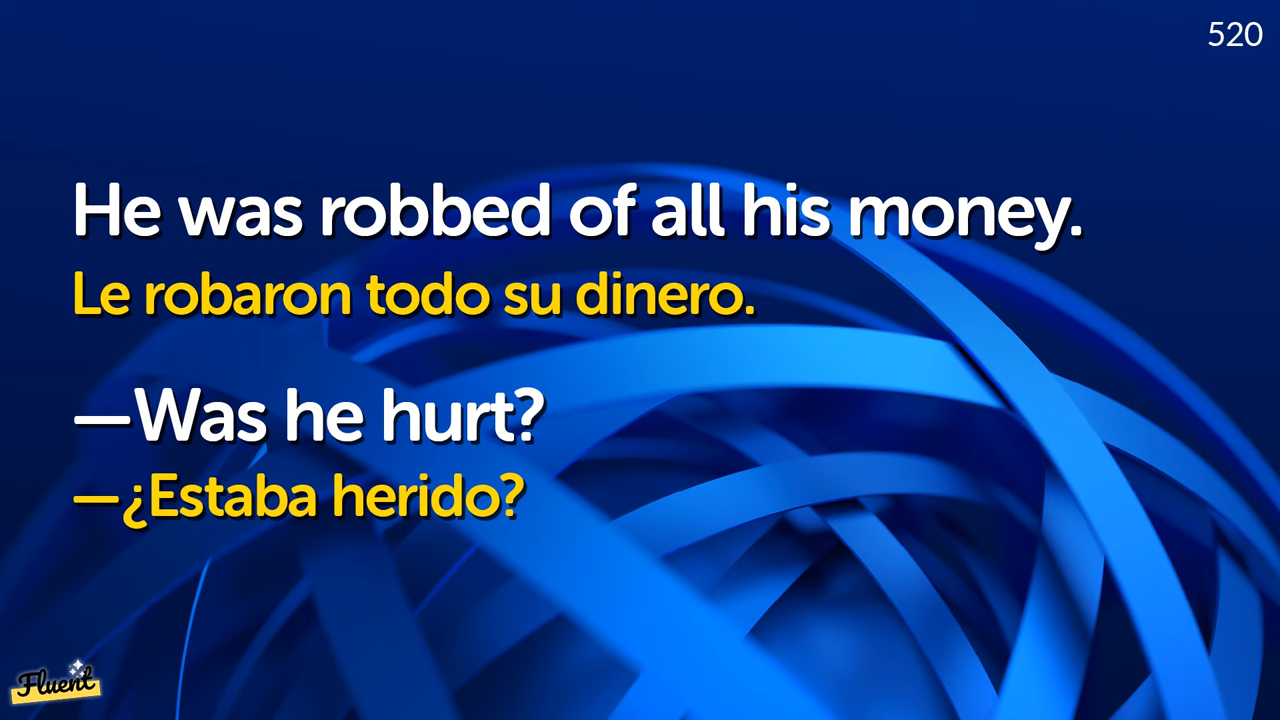 520
He was robbed of all his money.
Le robaron todo su dinero.
—Was he hurt?
—¿Estaba herido?
Fluent